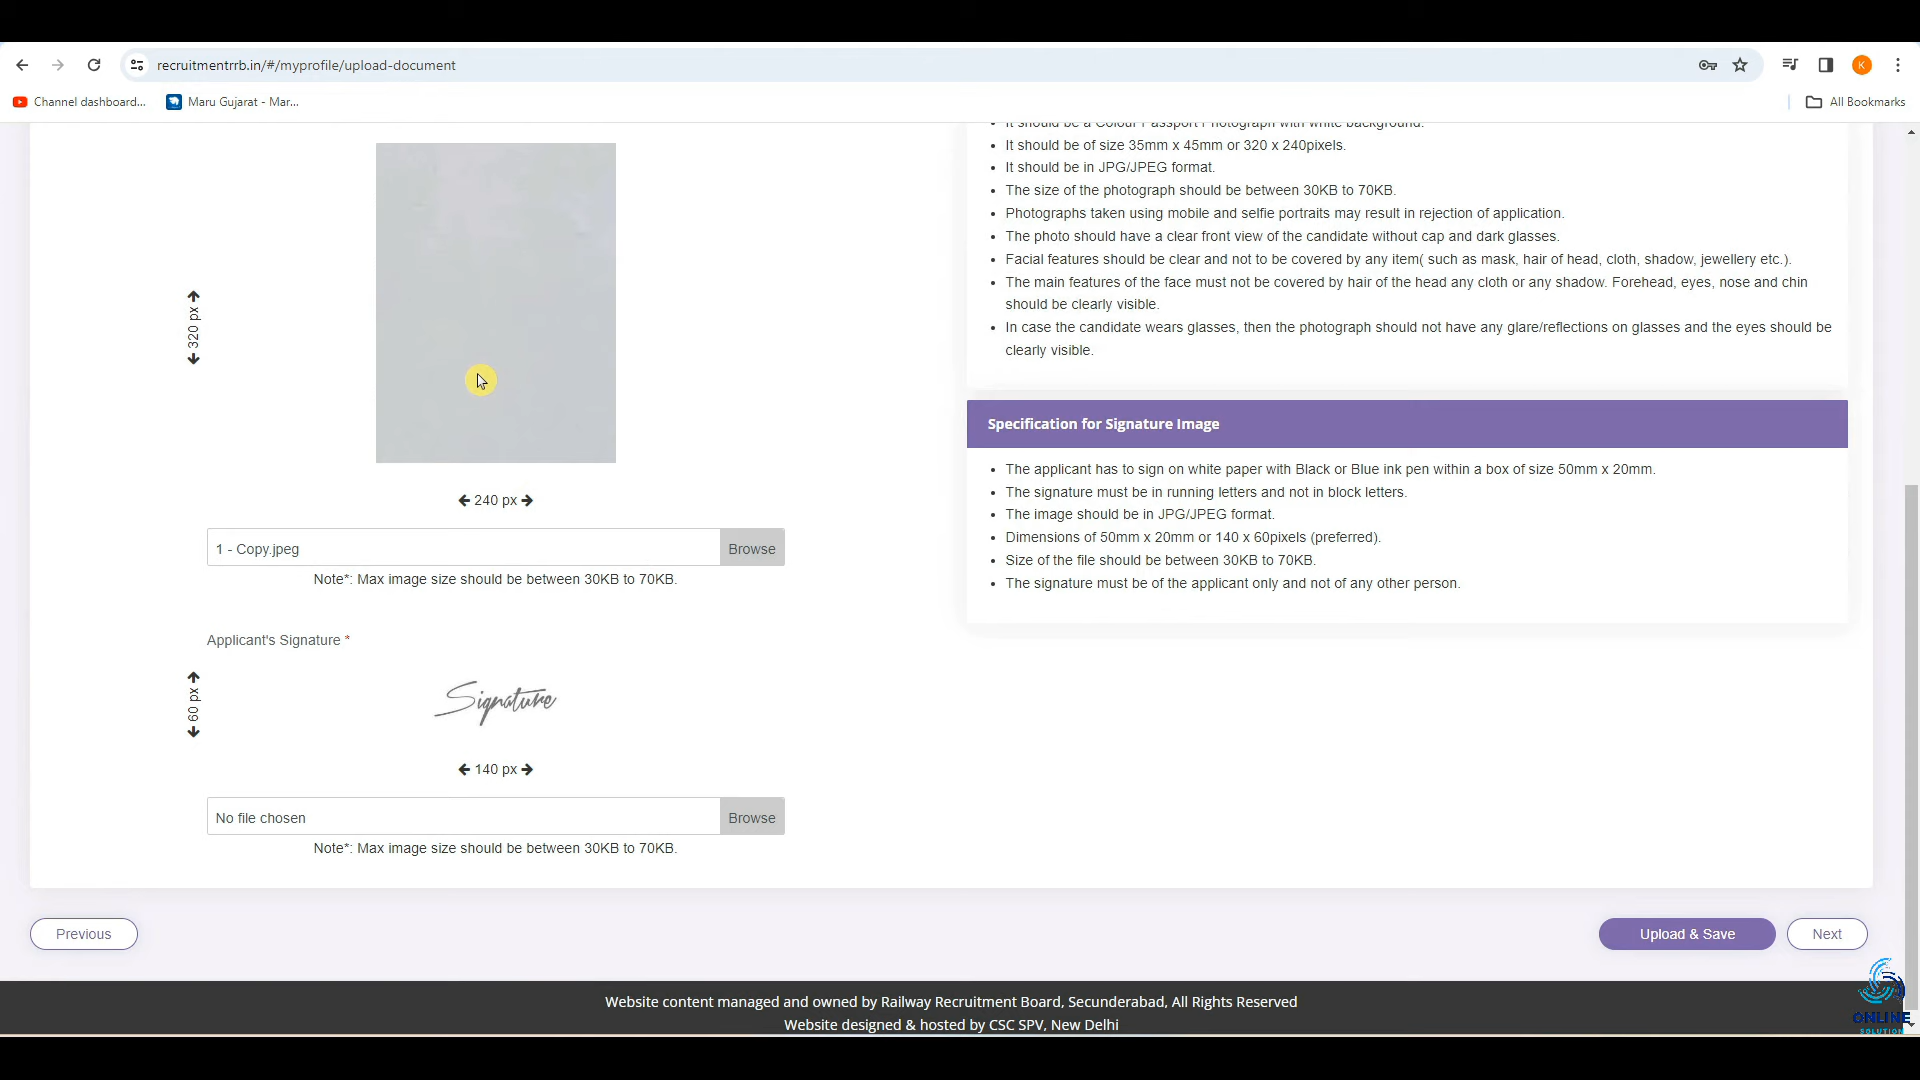 recruitmentrrb.in/#/myprofile/upload-document
K
Channel dashboard...
Maru Gujarat - Mar...
All Bookmarks
320 px
240 px
1 - Copy.jpeg
Browse
Note*: Max image size should be between 30KB to 70KB.
Applicant's Signature *
60 px
Signature
140 px
No file chosen
Browse
Note*: Max image size should be between 30KB to 70KB.
It should be a Colour Passport Photograph with white background.
It should be of size 35mm x 45mm or 320 x 240pixels.
It should be in JPG/JPEG format.
The size of the photograph should be between 30KB to 70KB.
Photographs taken using mobile and selfie portraits may result in rejection of application.
The photo should have a clear front view of the candidate without cap and dark glasses.
Facial features should be clear and not to be covered by any item( such as mask, hair of head, cloth, shadow, jewellery etc.).
The main features of the face must not be covered by hair of the head any cloth or any shadow. Forehead, eyes, nose and chin
should be clearly visible.
In case the candidate wears glasses, then the photograph should not have any glare/reflections on glasses and the eyes should be
clearly visible.
Specification for Signature Image
The applicant has to sign on white paper with Black or Blue ink pen within a box of size 50mm x 20mm.
The signature must be in running letters and not in block letters.
The image should be in JPG/JPEG format.
Dimensions of 50mm x 20mm or 140 x 60pixels (preferred).
Size of the file should be between 30KB to 70KB.
The signature must be of the applicant only and not of any other person.
Previous
Upload & Save
Next
Website content managed and owned by Railway Recruitment Board, Secunderabad, All Rights Reserved
Website designed & hosted by CSC SPV, New Delhi
ONLINE
SOLUTION